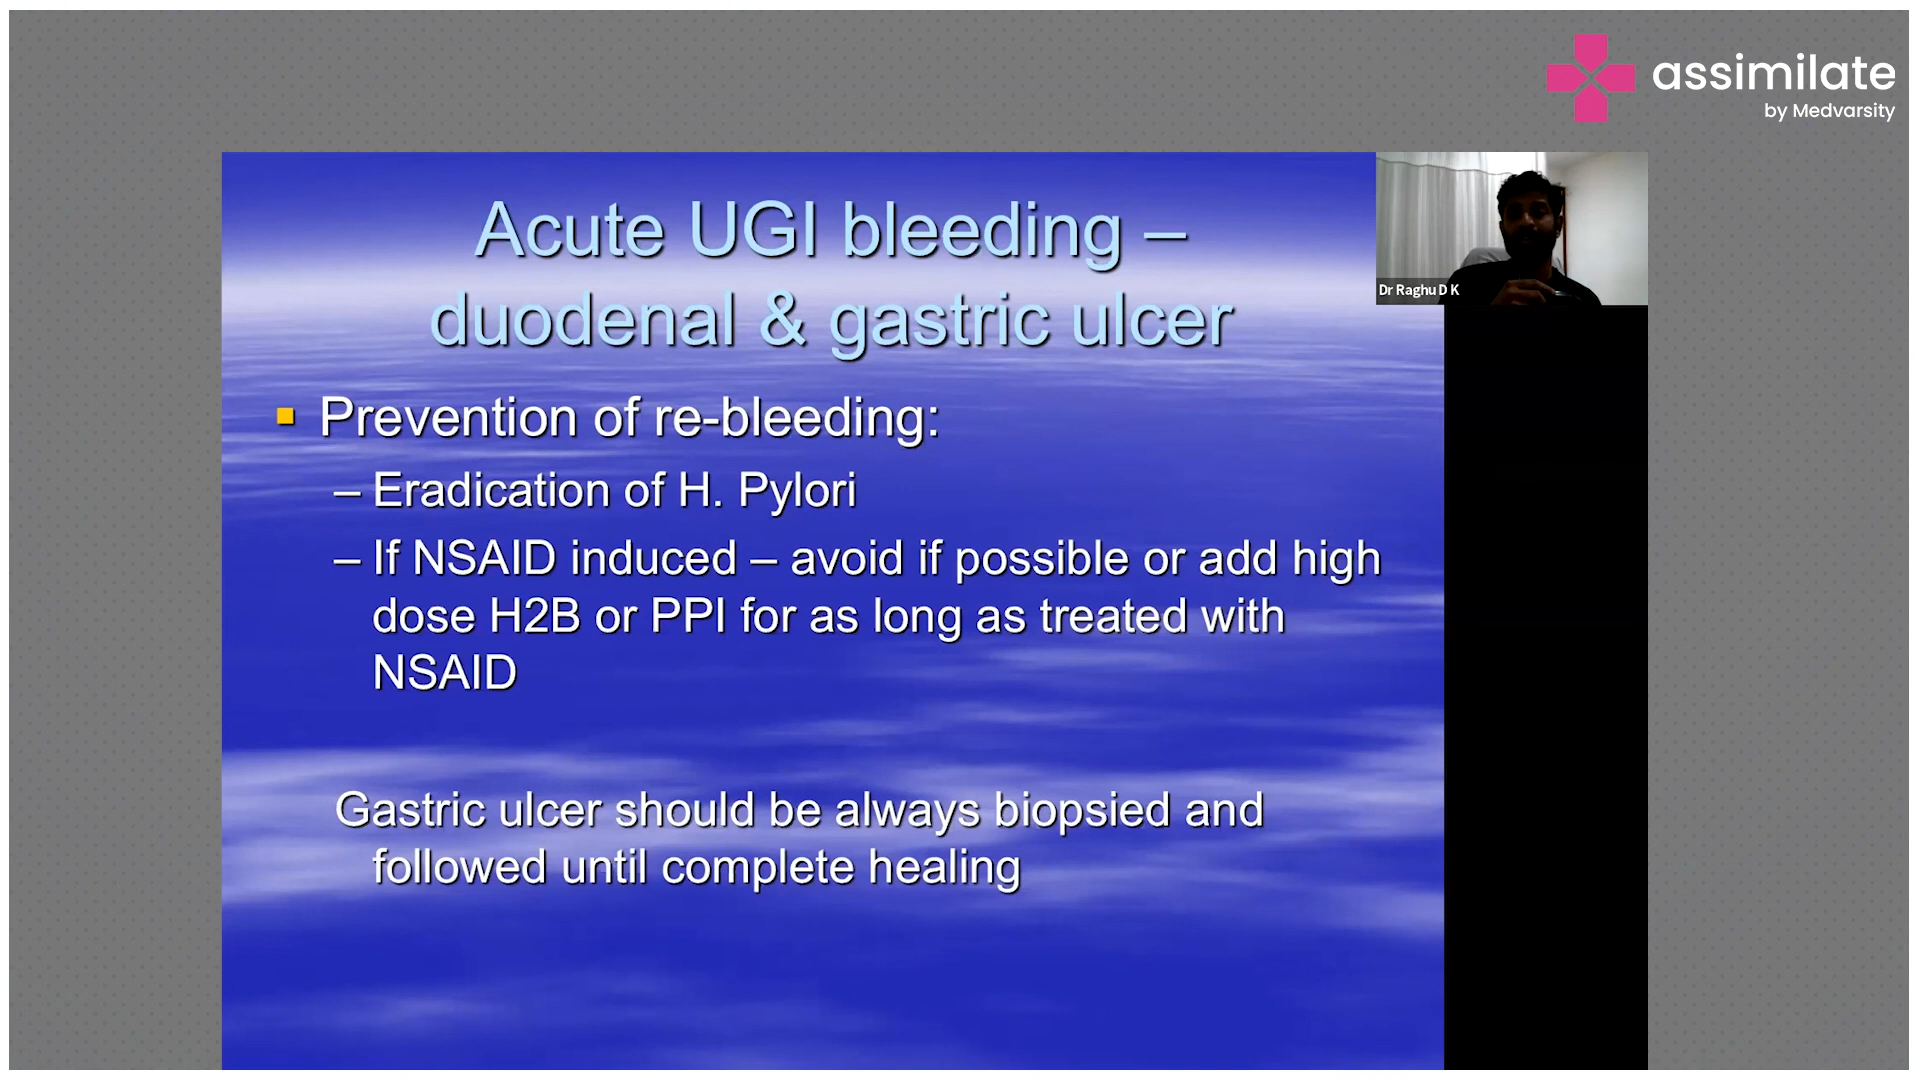 assimilate
by Medvarsity
Acute UGI bleeding –
duodenal & gastric ulcer
Dr Raghu D K
Prevention of re-bleeding:
– Eradication of H. Pylori
– If NSAID induced – avoid if possible or add high
dose H2B or PPI for as long as treated with
NSAID
Gastric ulcer should be always biopsied and
followed until complete healing